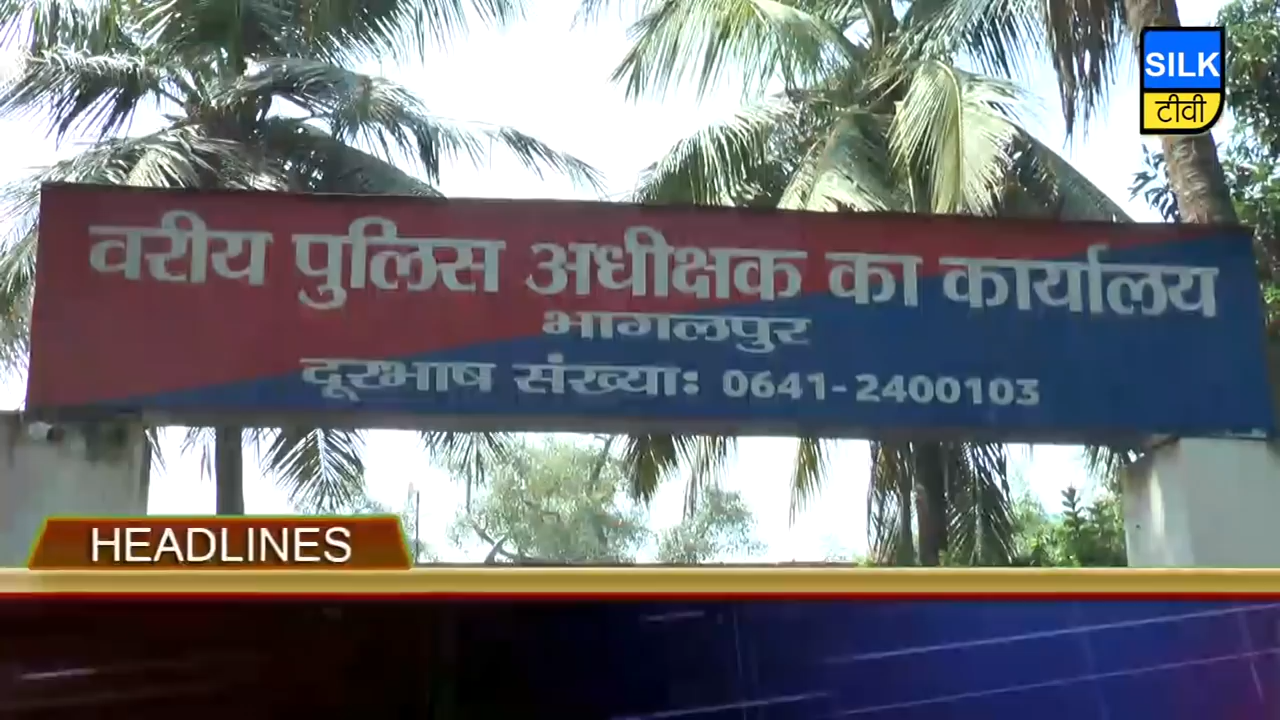 SILK
टीवी
वरीय पुलिस अधीक्षक का कार्यालय
भागलपुर
दूरभाष संख्याः 0641-2400103
HEADLINES